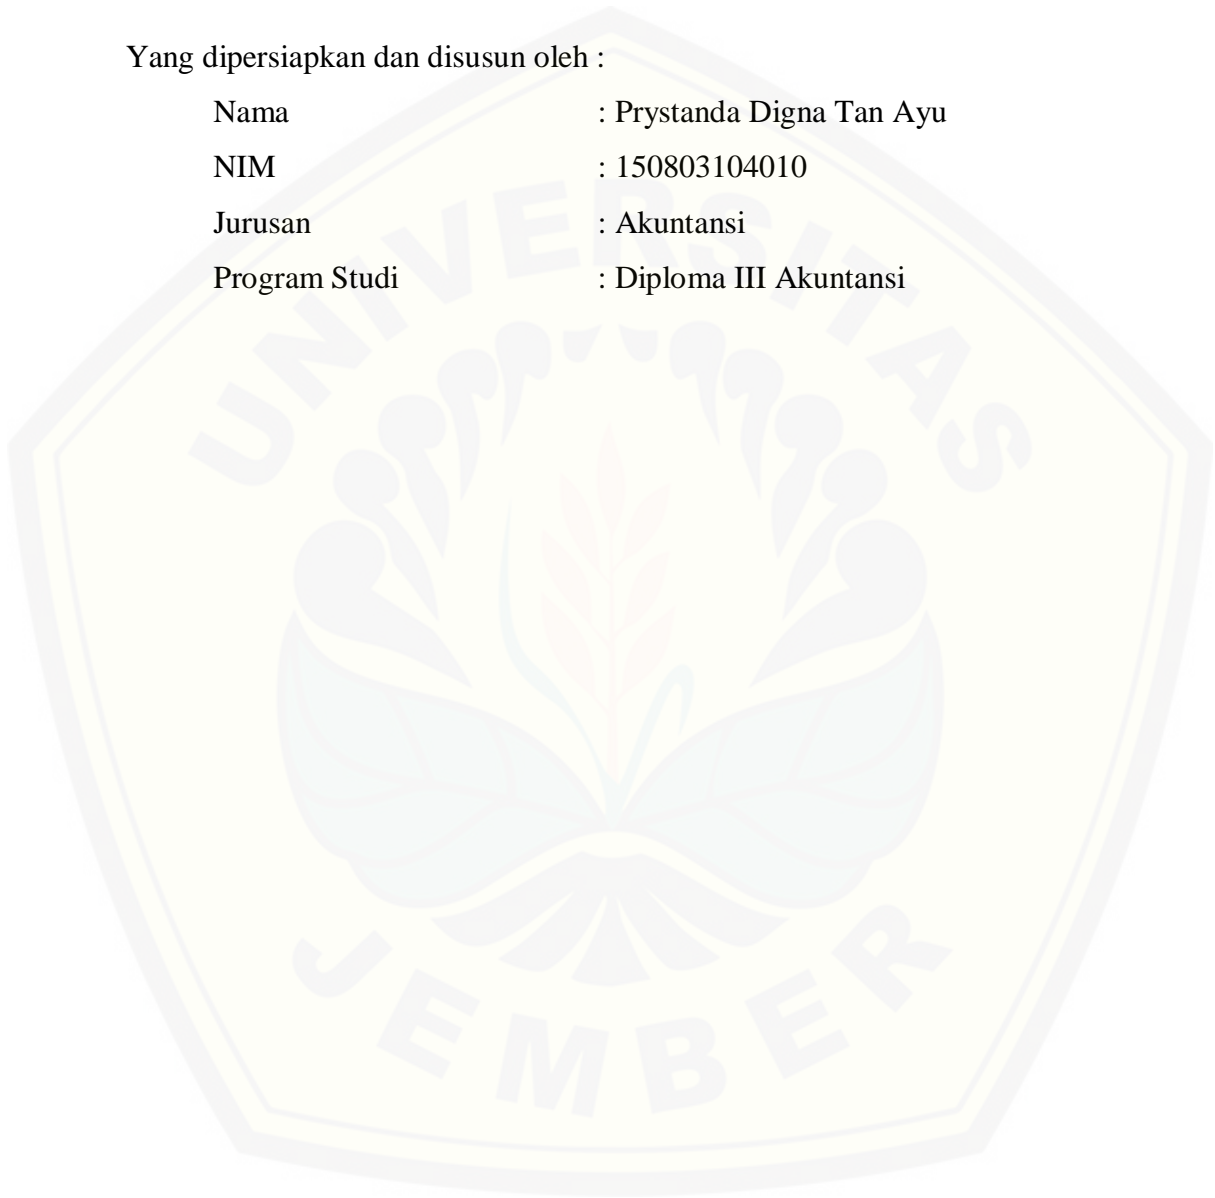 Yang dipersiapkan dan disusun oleh :
Nama : Prystanda Digna Tan Ayu
NIM : 150803104010
Jurusan : Akuntansi
Program Studi : Diploma III Akuntansi
UNIVERSITAS
JEMBER